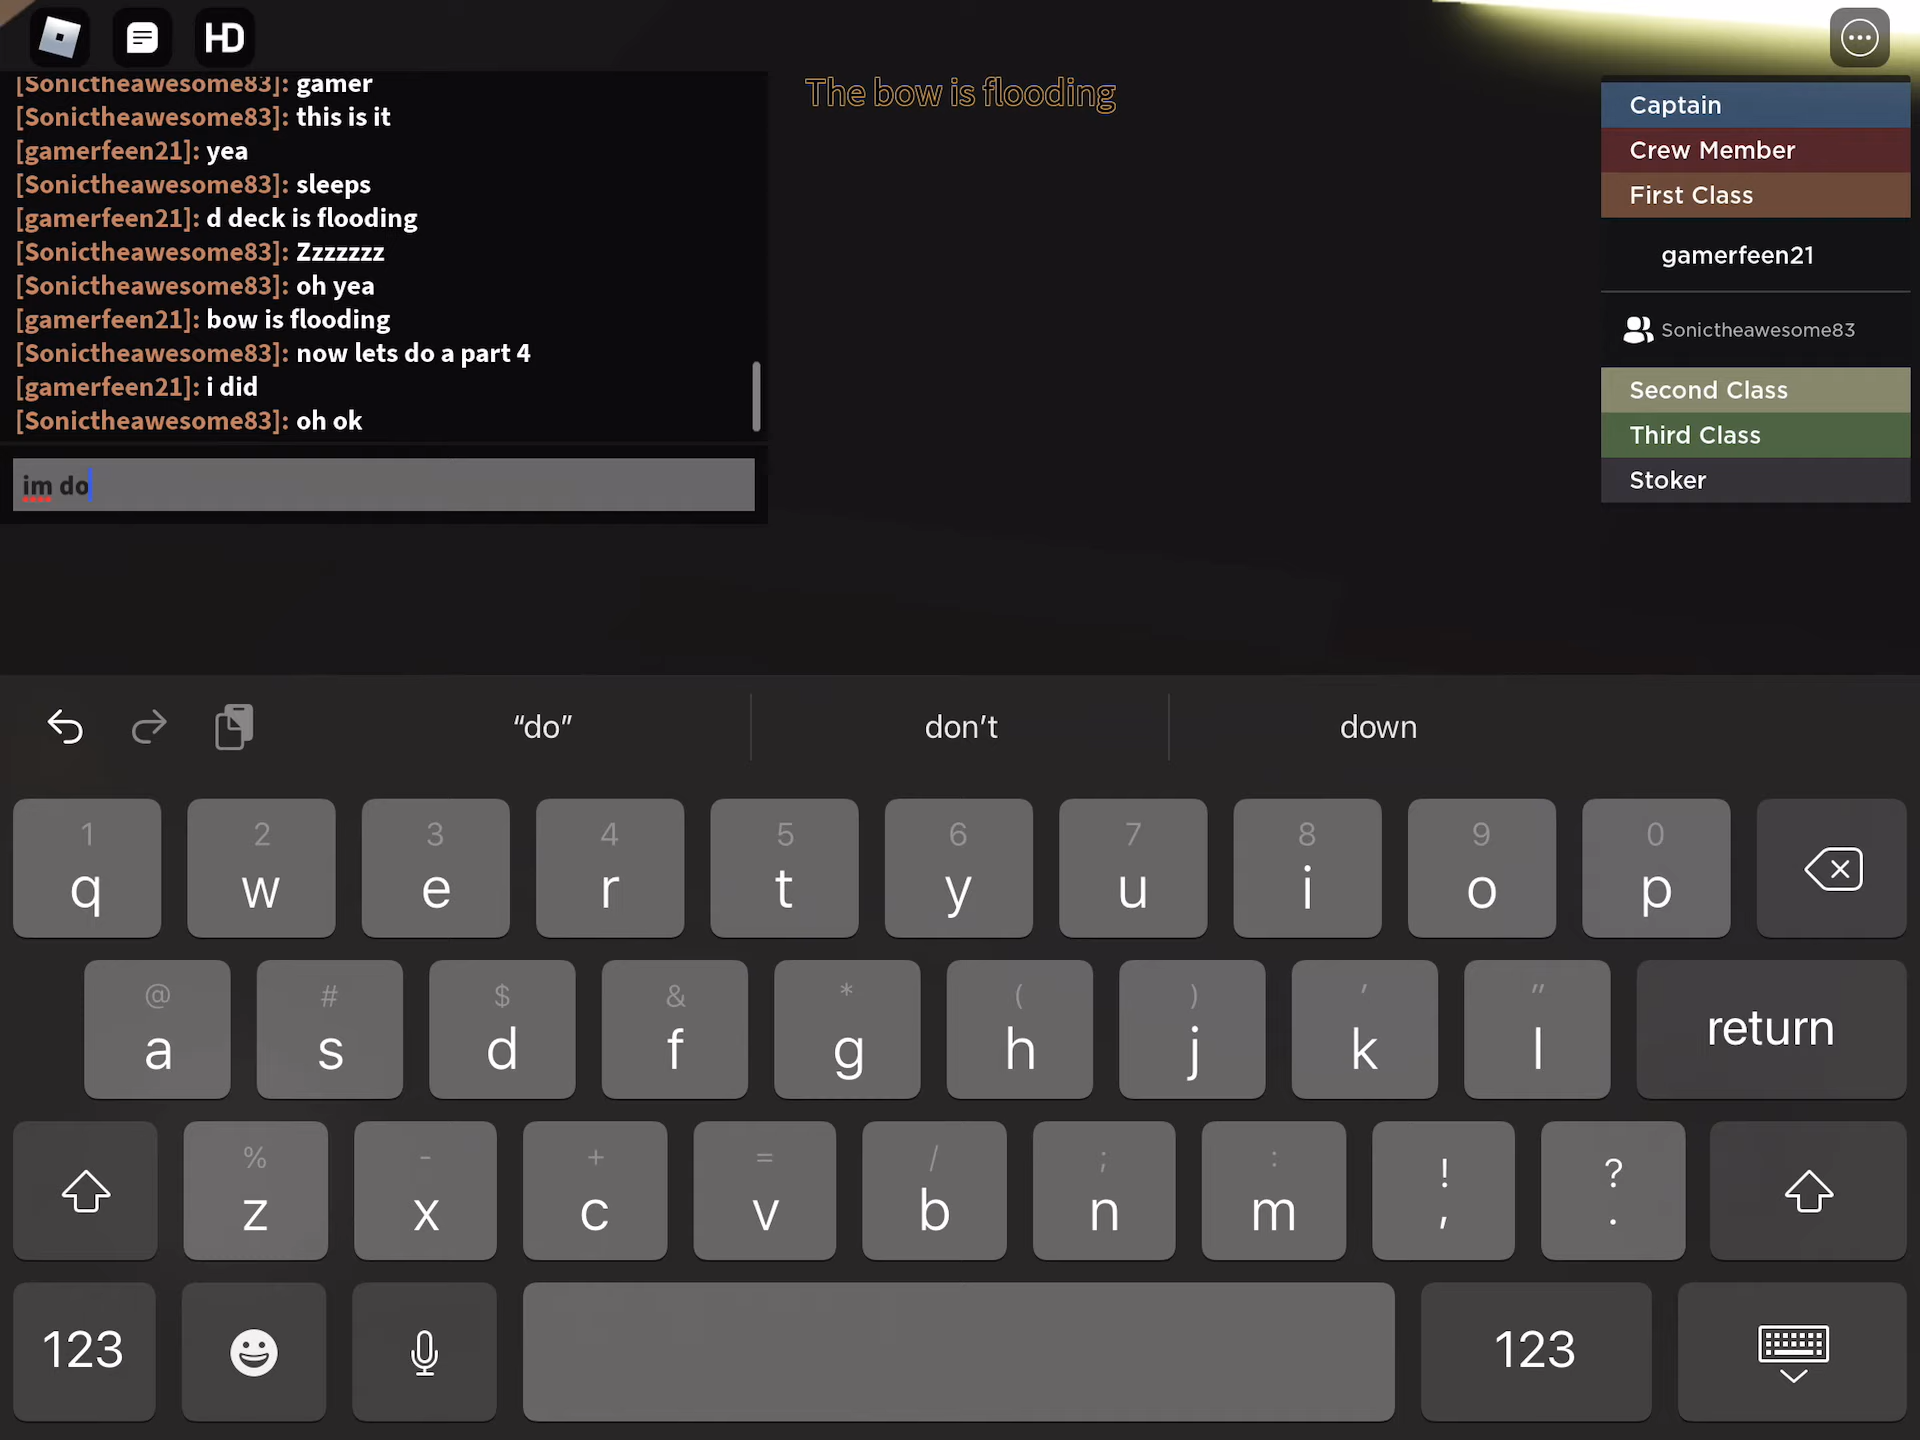 HD
[Sonictheawesome83]: gamer
[Sonictheawesome83]: this is it
[gamerfeen21]: yea
[Sonictheawesome83]: sleeps
[gamerfeen21]: d deck is flooding
[Sonictheawesome83]: Zzzzzzz
[Sonictheawesome83]: oh yea
[gamerfeen21]: bow is flooding
[Sonictheawesome83]: now lets do a part 4
[gamerfeen21]: i did
[Sonictheawesome83]: oh ok
im do
The bow is flooding
Captain
Crew Member
First Class
gamerfeen21
Sonictheawesome83
Second Class
Third Class
Stoker
“do” don’t down
1 2 3 4 5 6 7 8 9 0
q w e r t y u i o p
@ # $ & * ( ) ' "
a s d f g h j k l return
% - + = / ; : ! ?
z x c v b n m , .
123 123